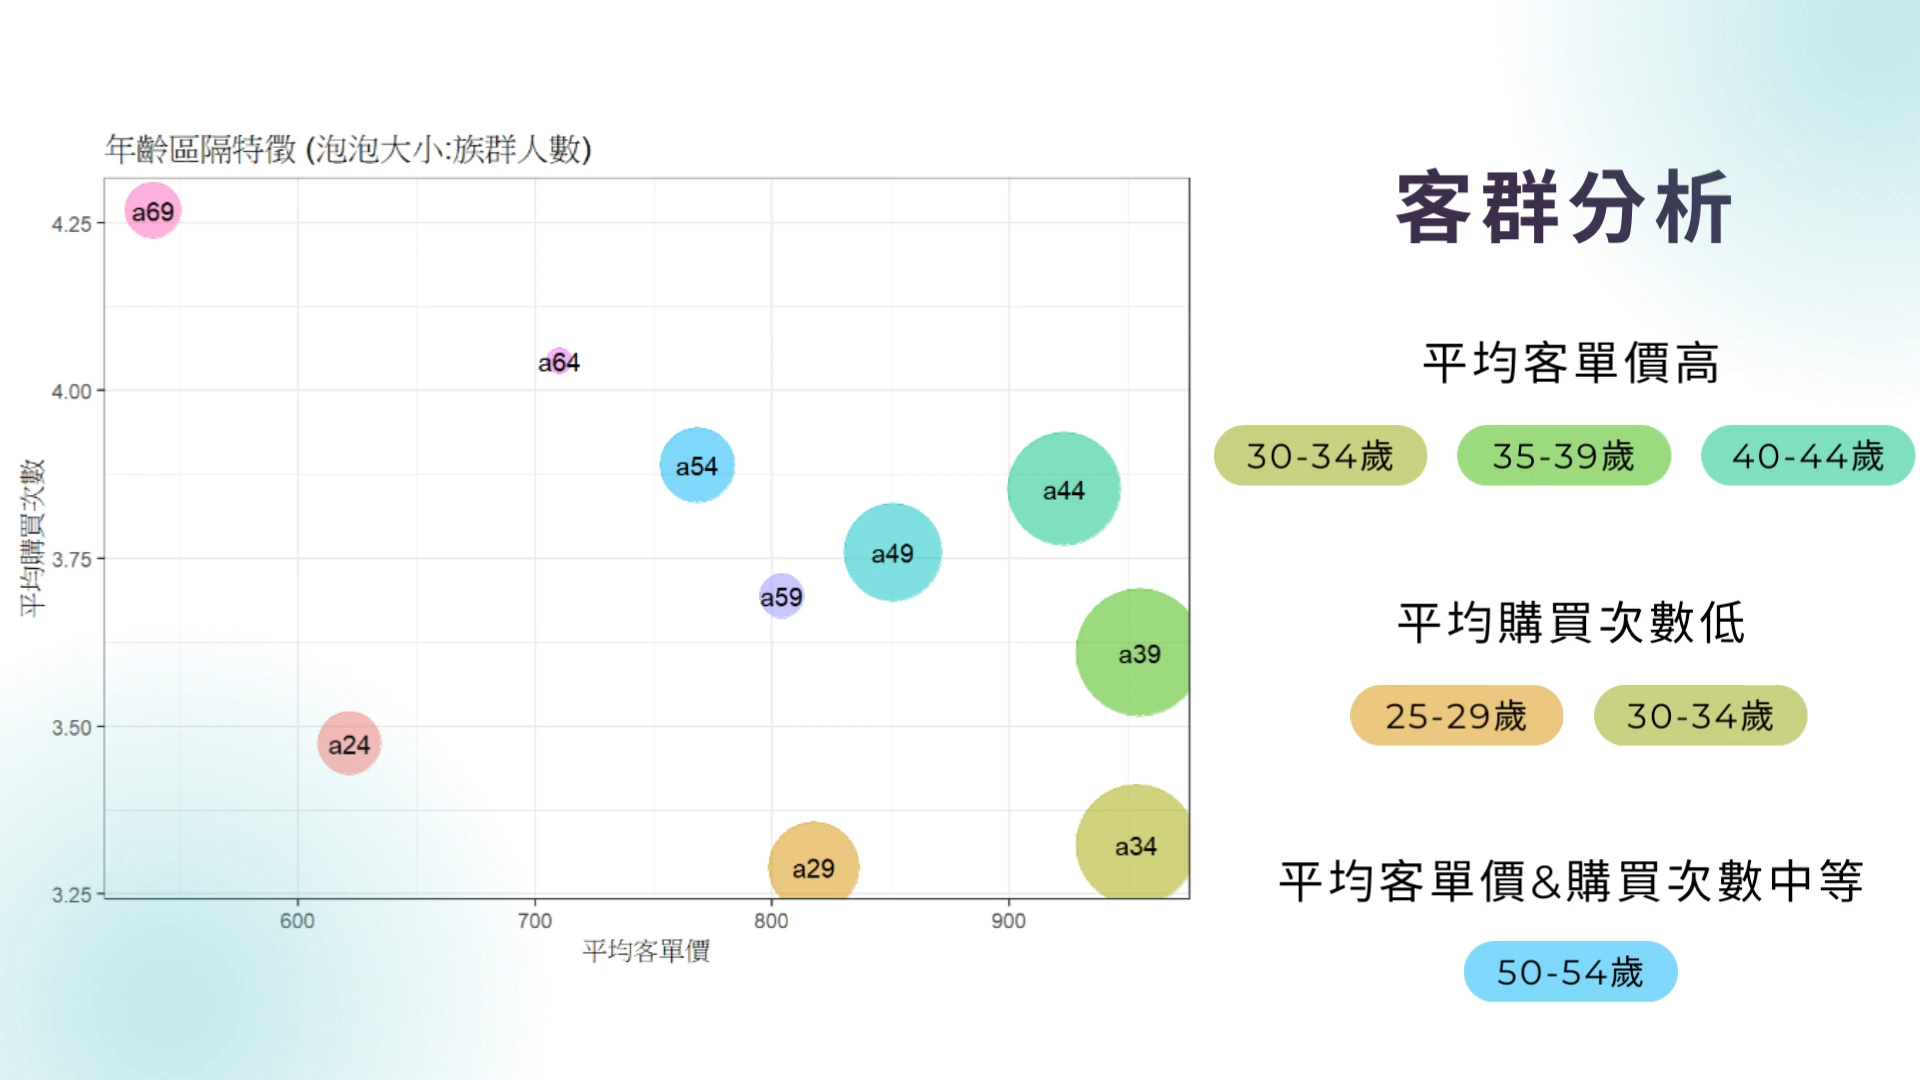 年齡區隔特徵 (泡泡大小:族群人數)
平均購買次數
4.25
4.00
3.75
3.50
3.25
a69
a64
a54
a44
a49
a59
a39
a24
a34
a29
600
700
800
900
平均客單價
客群分析
平均客單價高
30-34歲
35-39歲
40-44歲
平均購買次數低
25-29歲
30-34歲
平均客單價&購買次數中等
50-54歲